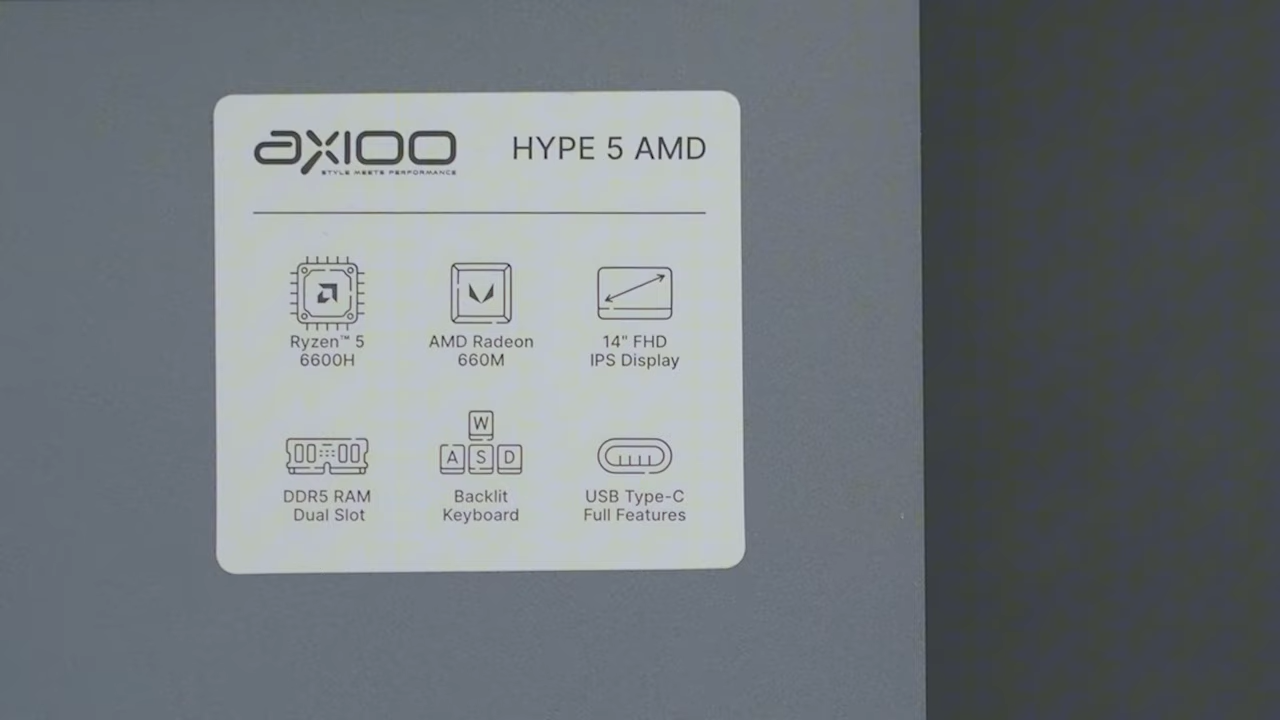 axioo
STYLE MEETS PERFORMANCE
HYPE 5 AMD
Ryzen™ 5
6600H
AMD Radeon
660M
14" FHD
IPS Display
DDR5 RAM
Dual Slot
W
A S D
Backlit
Keyboard
USB Type-C
Full Features